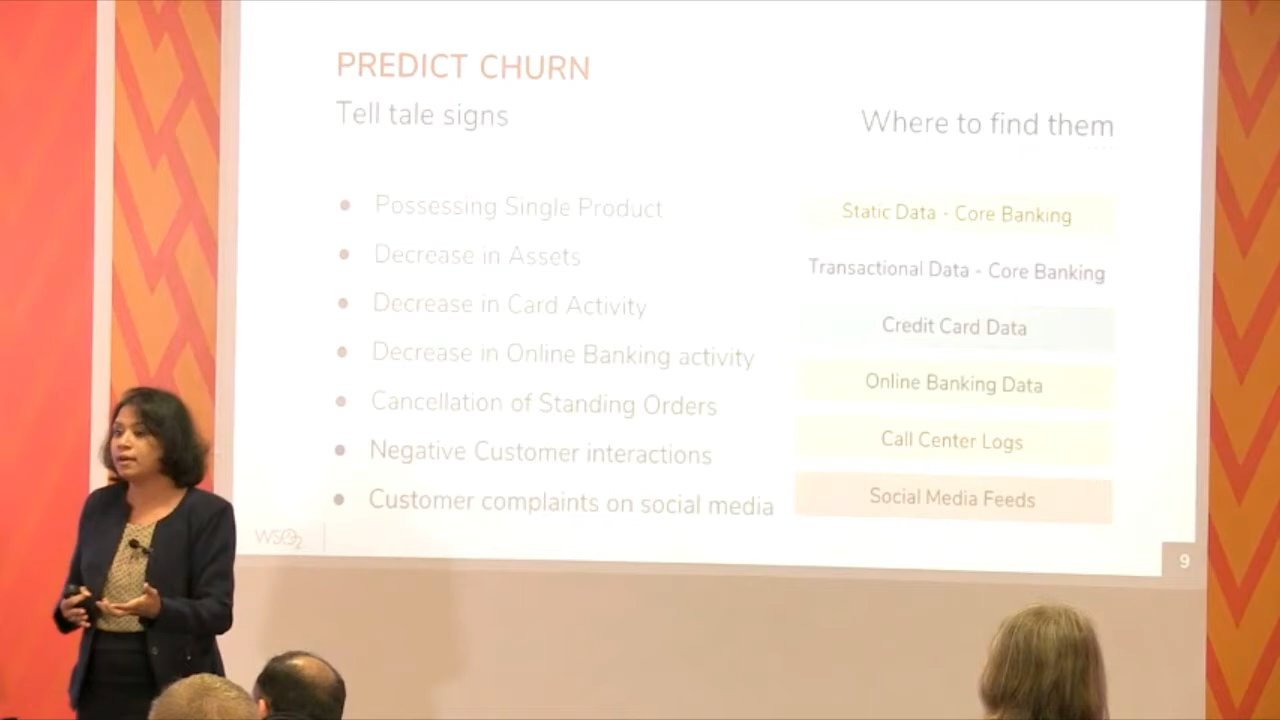 PREDICT CHURN
Tell tale signs
Where to find them
Possessing Single Product
Decrease in Assets
Decrease in Card Activity
Decrease in Online Banking activity
Cancellation of Standing Orders
Negative Customer interactions
Customer complaints on social media
Static Data - Core Banking
Transactional Data - Core Banking
Credit Card Data
Online Banking Data
Call Center Logs
Social Media Feeds
WSO2
9